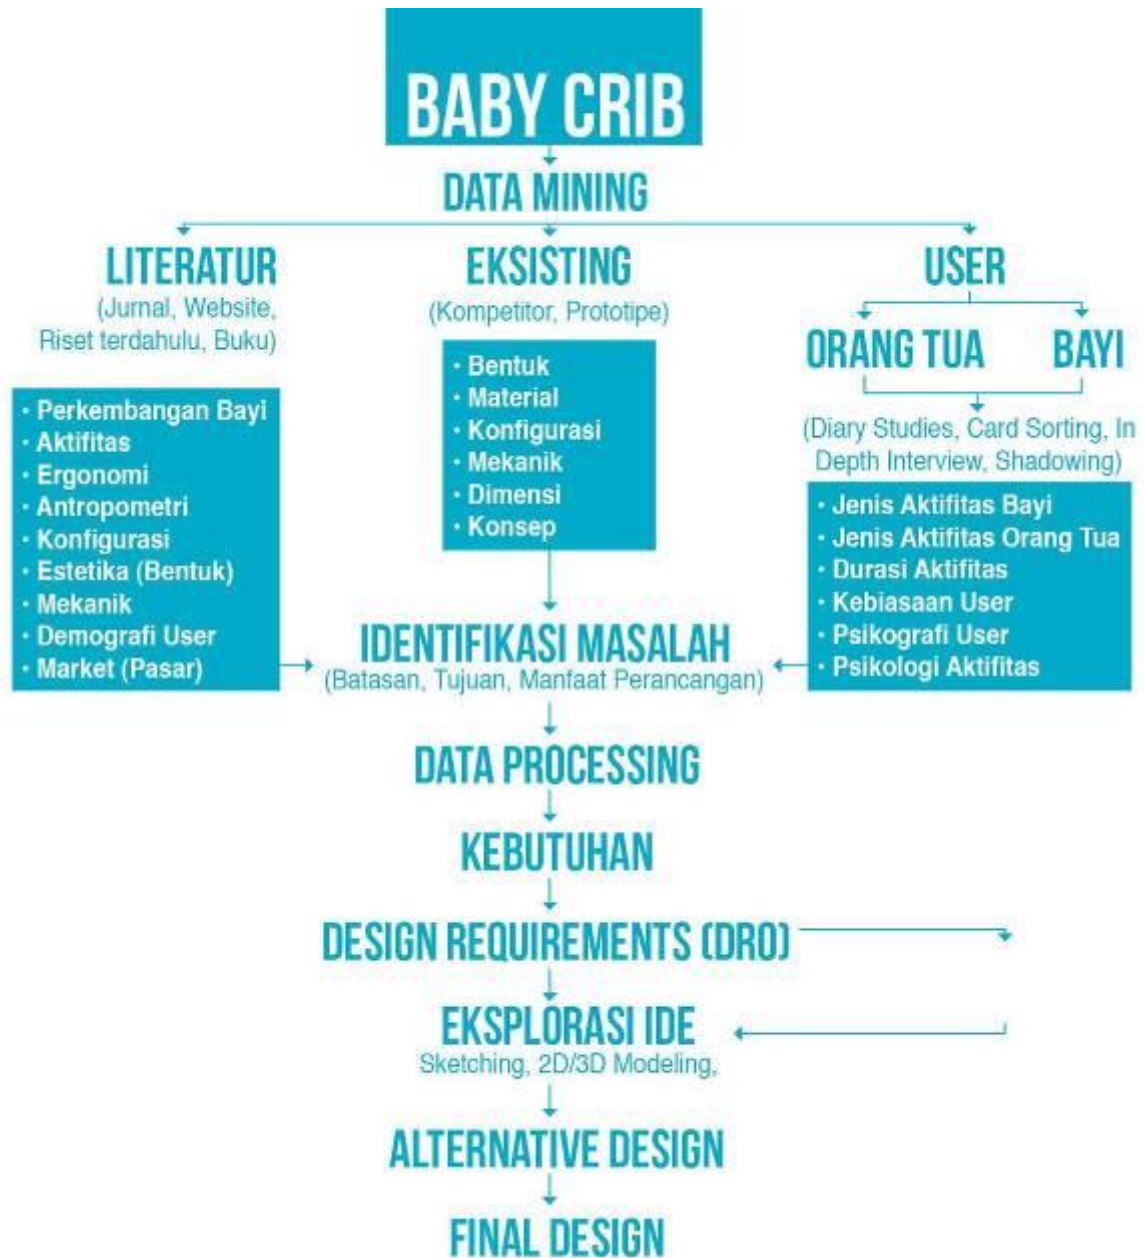 BABY CRIB
DATA MINING
LITERATUR
(Jurnal, Website,
Riset terdahulu, Buku)
• Perkembangan Bayi
• Aktifitas
• Ergonomi
• Antropometri
• Konfigurasi
• Estetika (Bentuk)
• Mekanik
• Demografi User
• Market (Pasar)
EKSISTING
(Kompetitor, Prototipe)
• Bentuk
• Material
• Konfigurasi
• Mekanik
• Dimensi
• Konsep
USER
ORANG TUA
BAYI
(Diary Studies, Card Sorting, In
Depth Interview, Shadowing)
• Jenis Aktifitas Bayi
• Jenis Aktifitas Orang Tua
• Durasi Aktifitas
• Kebiasaan User
• Psikografi User
• Psikologi Aktifitas
IDENTIFIKASI MASALAH
(Batasan, Tujuan, Manfaat Perancangan)
DATA PROCESSING
KEBUTUHAN
DESIGN REQUIREMENTS (DRO)
EKSPLORASI IDE
Sketching, 2D/3D Modeling,
ALTERNATIVE DESIGN
FINAL DESIGN